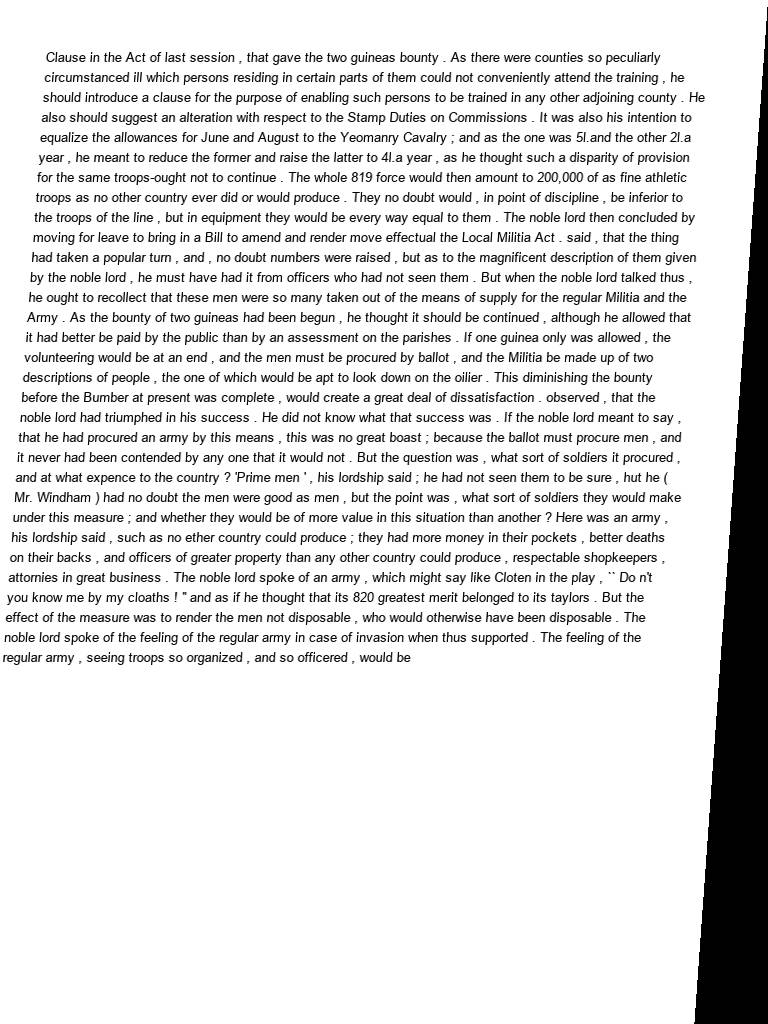 Clause in the Act of last session , that gave the two guineas bounty . As there were counties so peculiarly
circumstanced ill which persons residing in certain parts of them could not conveniently attend the training , he
should introduce a clause for the purpose of enabling such persons to be trained in any other adjoining county . He
also should suggest an alteration with respect to the Stamp Duties on Commissions . It was also his intention to
equalize the allowances for June and August to the Yeomanry Cavalry ; and as the one was 5l.and the other 2l.a
year , he meant to reduce the former and raise the latter to 4l.a year , as he thought such a disparity of provision
for the same troops-ought not to continue . The whole 819 force would then amount to 200,000 of as fine athletic
troops as no other country ever did or would produce . They no doubt would , in point of discipline , be inferior to
the troops of the line , but in equipment they would be every way equal to them . The noble lord then concluded by
moving for leave to bring in a Bill to amend and render move effectual the Local Militia Act . said , that the thing
had taken a popular turn , and , no doubt numbers were raised , but as to the magnificent description of them given
by the noble lord , he must have had it from officers who had not seen them . But when the noble lord talked thus ,
he ought to recollect that these men were so many taken out of the means of supply for the regular Militia and the
Army . As the bounty of two guineas had been begun , he thought it should be continued , although he allowed that
it had better be paid by the public than by an assessment on the parishes . If one guinea only was allowed , the
volunteering would be at an end , and the men must be procured by ballot , and the Militia be made up of two
descriptions of people , the one of which would be apt to look down on the oilier . This diminishing the bounty
before the Bumber at present was complete , would create a great deal of dissatisfaction . observed , that the
noble lord had triumphed in his success . He did not know what that success was . If the noble lord meant to say ,
that he had procured an army by this means , this was no great boast ; because the ballot must procure men , and
it never had been contended by any one that it would not . But the question was , what sort of soldiers it procured ,
and at what expence to the country ? 'Prime men ' , his lordship said ; he had not seen them to be sure , hut he (
Mr. Windham ) had no doubt the men were good as men , but the point was , what sort of soldiers they would make
under this measure ; and whether they would be of more value in this situation than another ? Here was an army ,
his lordship said , such as no ether country could produce ; they had more money in their pockets , better deaths
on their backs , and officers of greater property than any other country could produce , respectable shopkeepers ,
attornies in great business . The noble lord spoke of an army , which might say like Cloten in the play , `` Do n't
you know me by my cloaths ! " and as if he thought that its 820 greatest merit belonged to its taylors . But the
effect of the measure was to render the men not disposable , who would otherwise have been disposable . The
noble lord spoke of the feeling of the regular army in case of invasion when thus supported . The feeling of the
regular army , seeing troops so organized , and so officered , would be